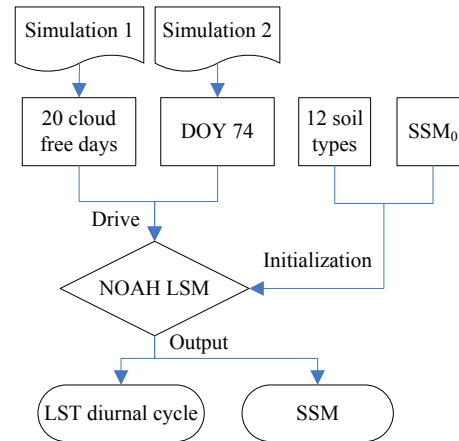 Simulation 1
Simulation 2
20 cloud
free days
DOY 74
12 soil
types
SSM₀
Drive
Initialization
NOAH LSM
Output
LST diurnal cycle
SSM